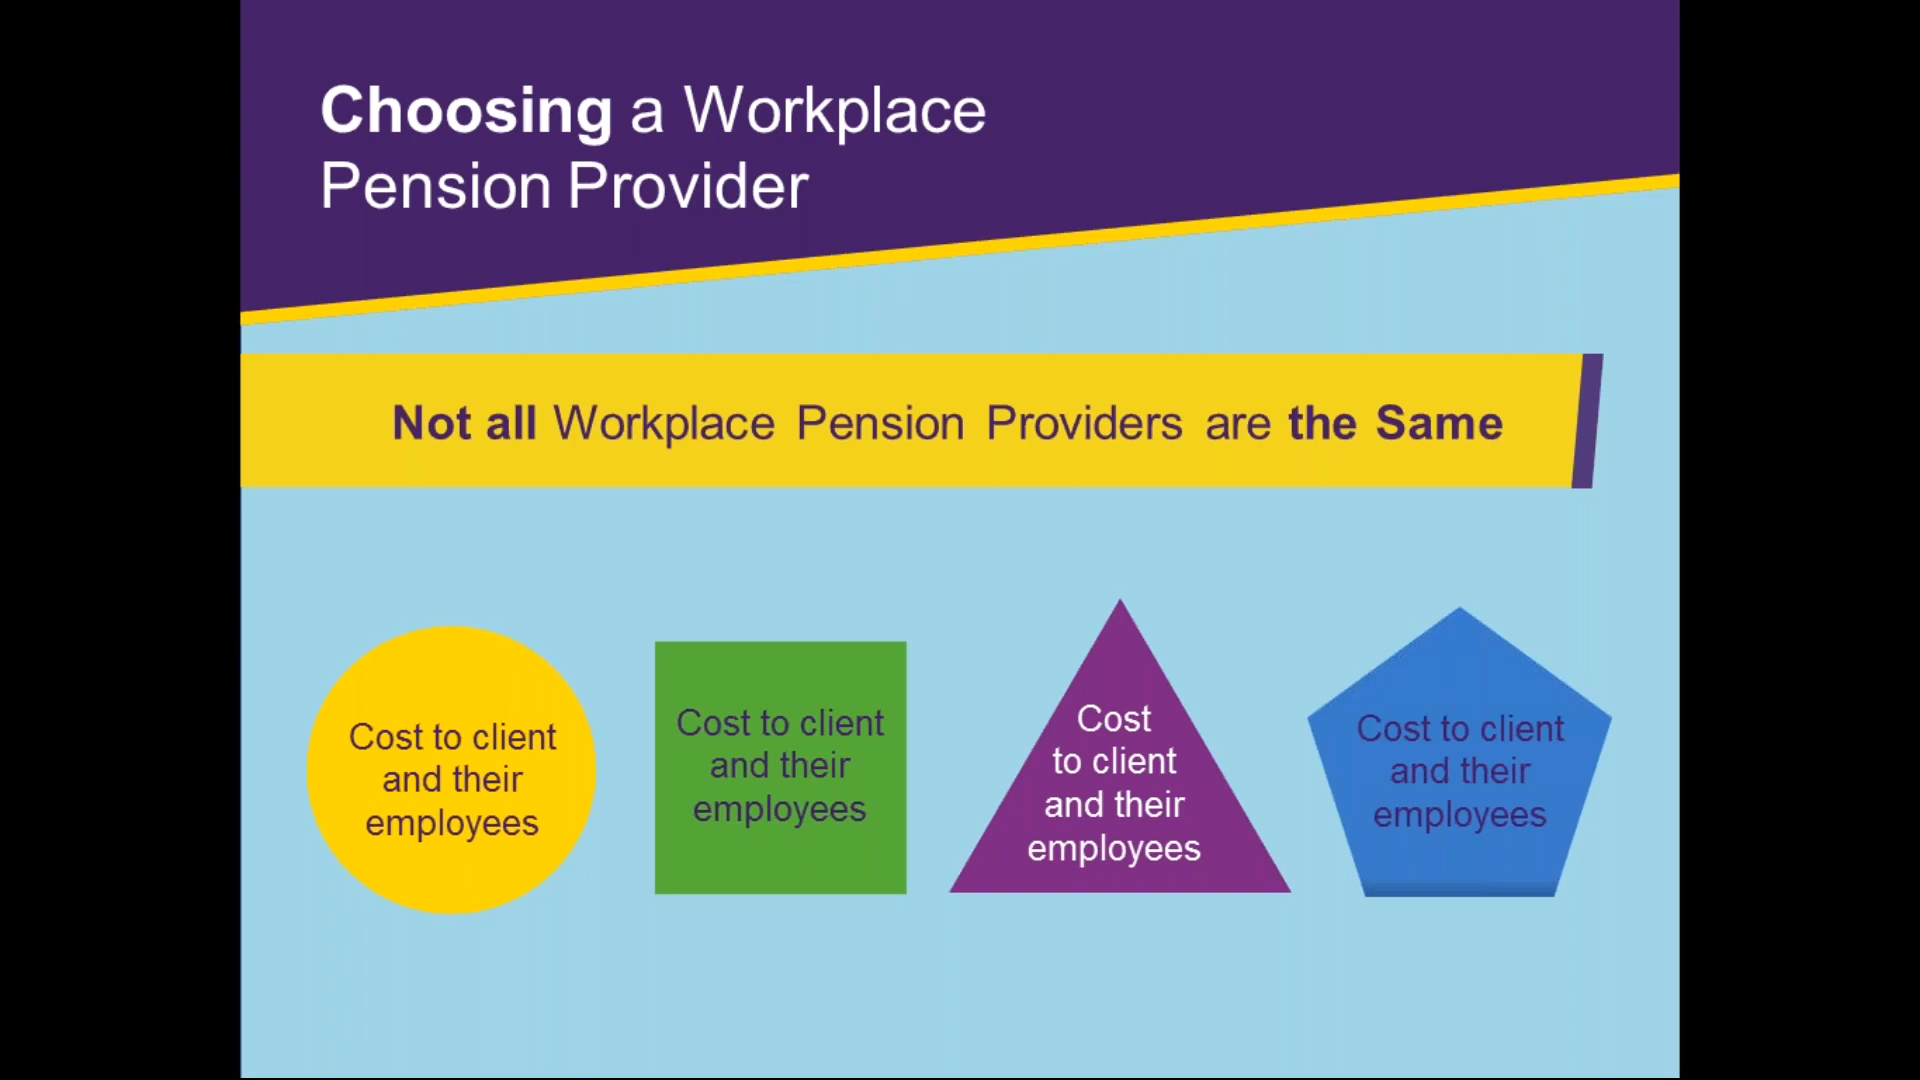 Choosing a Workplace
Pension Provider
Not all Workplace Pension Providers are the Same
Cost to client
and their
employees
Cost to client
and their
employees
Cost
to client
and their
employees
Cost to client
and their
employees